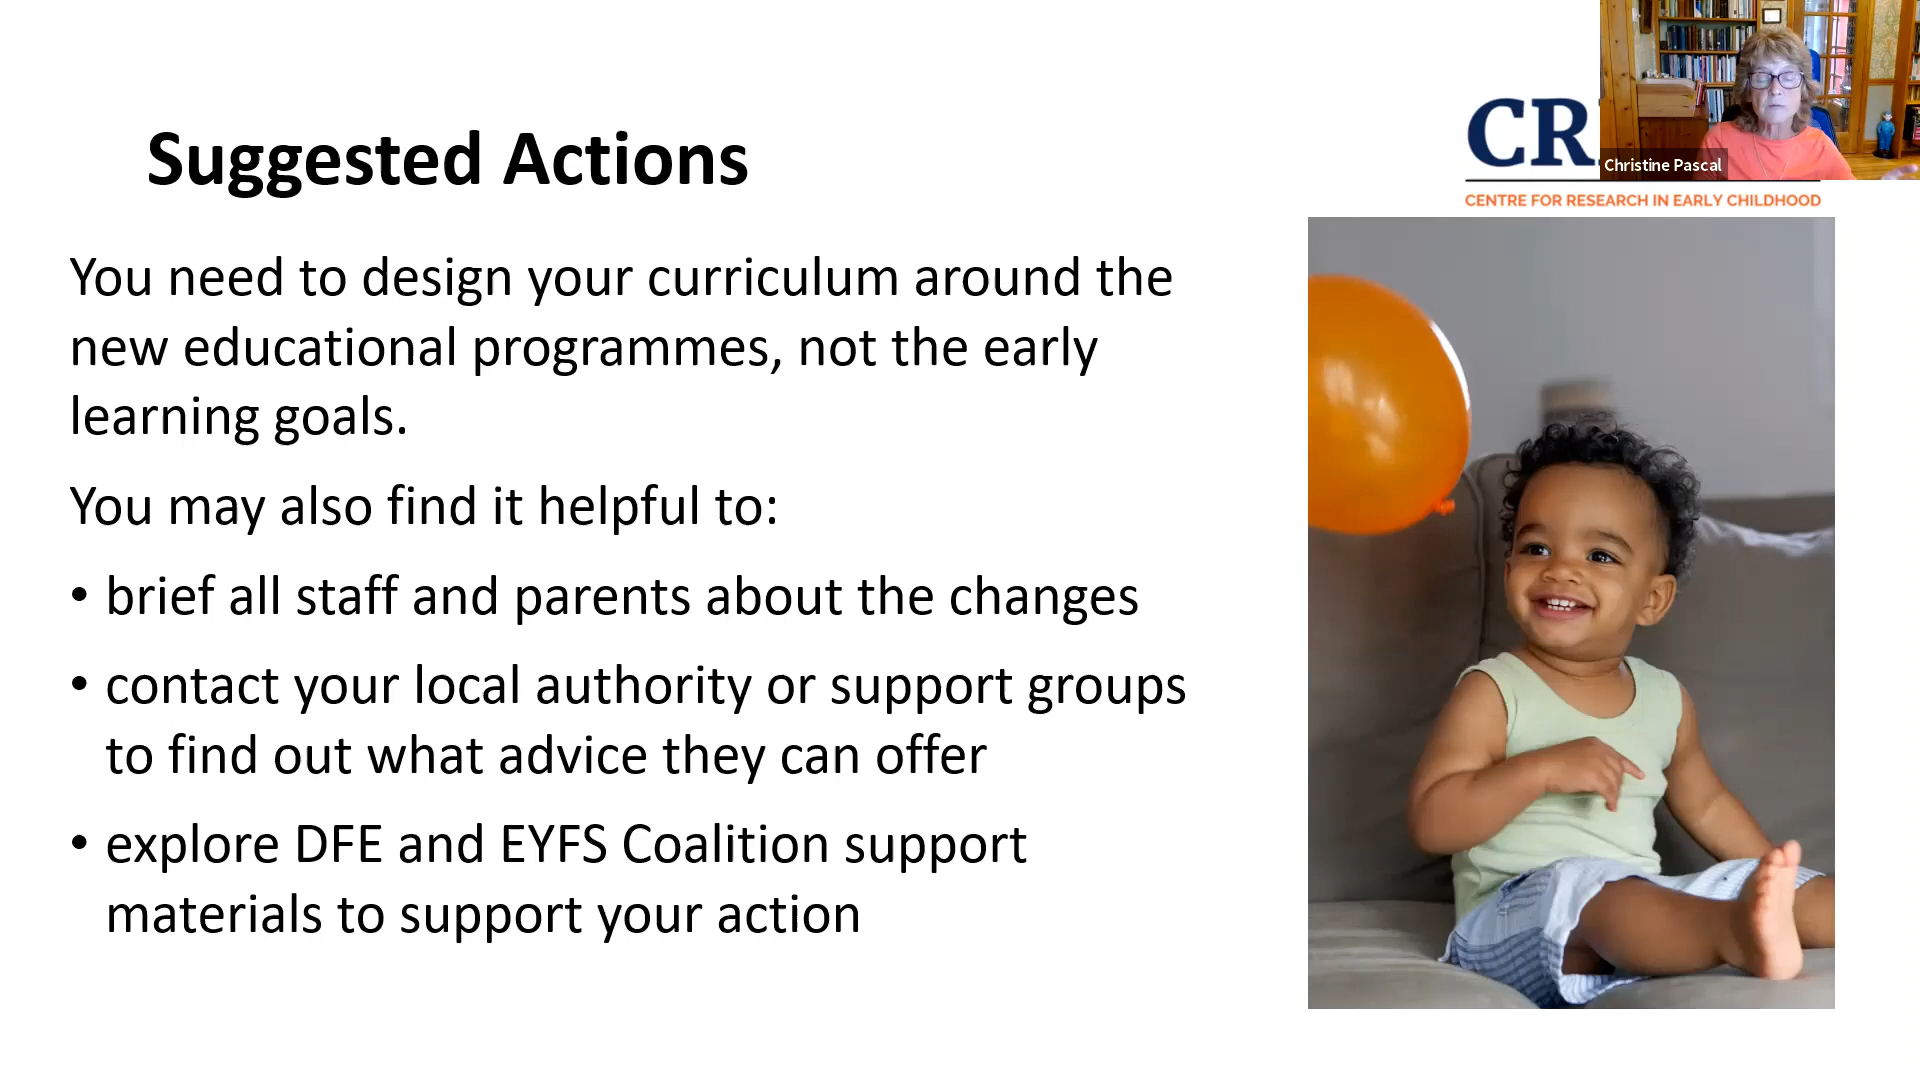 Suggested Actions
CR
Christine Pascal
CENTRE FOR RESEARCH IN EARLY CHILDHOOD
You need to design your curriculum around the
new educational programmes, not the early
learning goals.
You may also find it helpful to:
• brief all staff and parents about the changes
• contact your local authority or support groups
to find out what advice they can offer
• explore DFE and EYFS Coalition support
materials to support your action